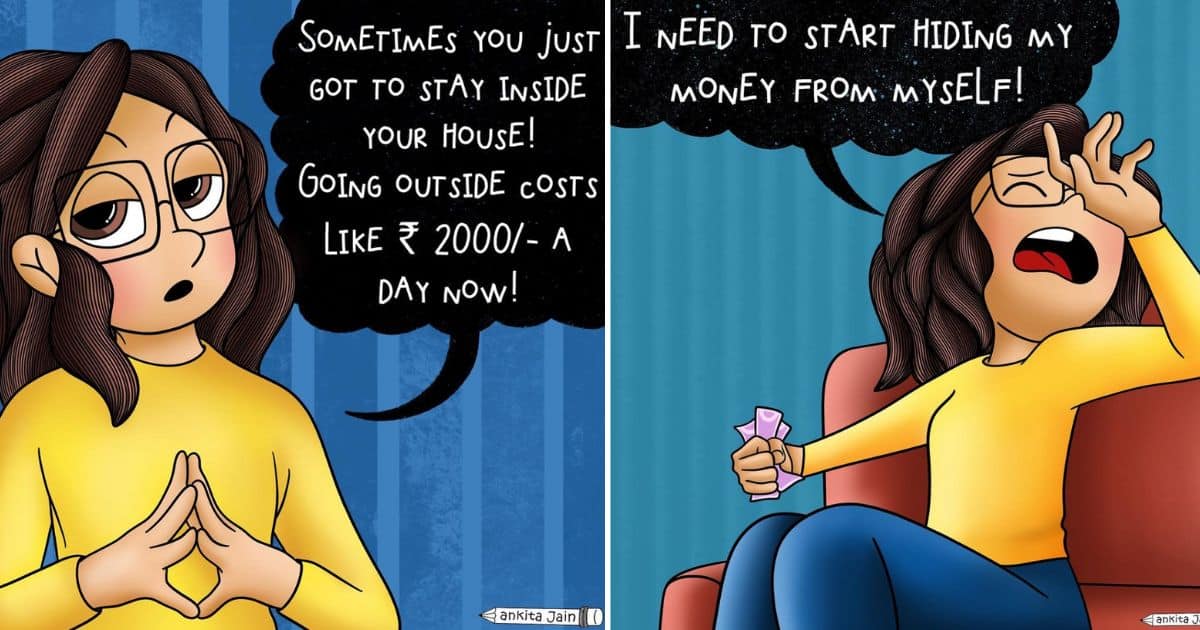 Sometimes you just
got to stay inside
your house!
Going outside costs
like ₹ 2000/- a
day now!
ankita Jain
I need to start hiding my
money from myself!
ankita J